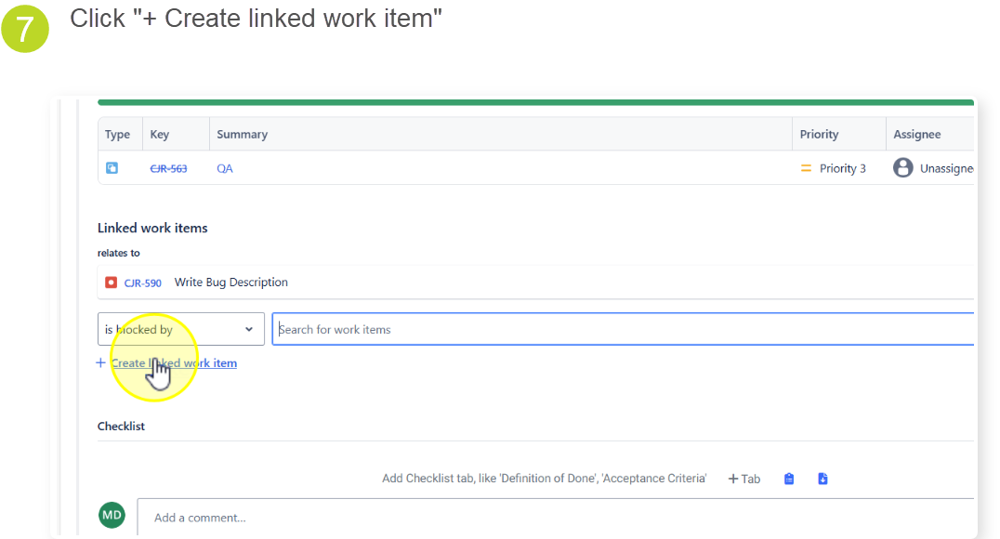 7 Click "+ Create linked work item"
Type Key Summary Priority Assignee
CJR-563 QA Priority 3 Unassigne
Linked work items
relates to
CJR-590 Write Bug Description
is blocked by Search for work items
+ Create linked work item
Checklist
Add Checklist tab, like 'Definition of Done', 'Acceptance Criteria' + Tab
MD Add a comment...